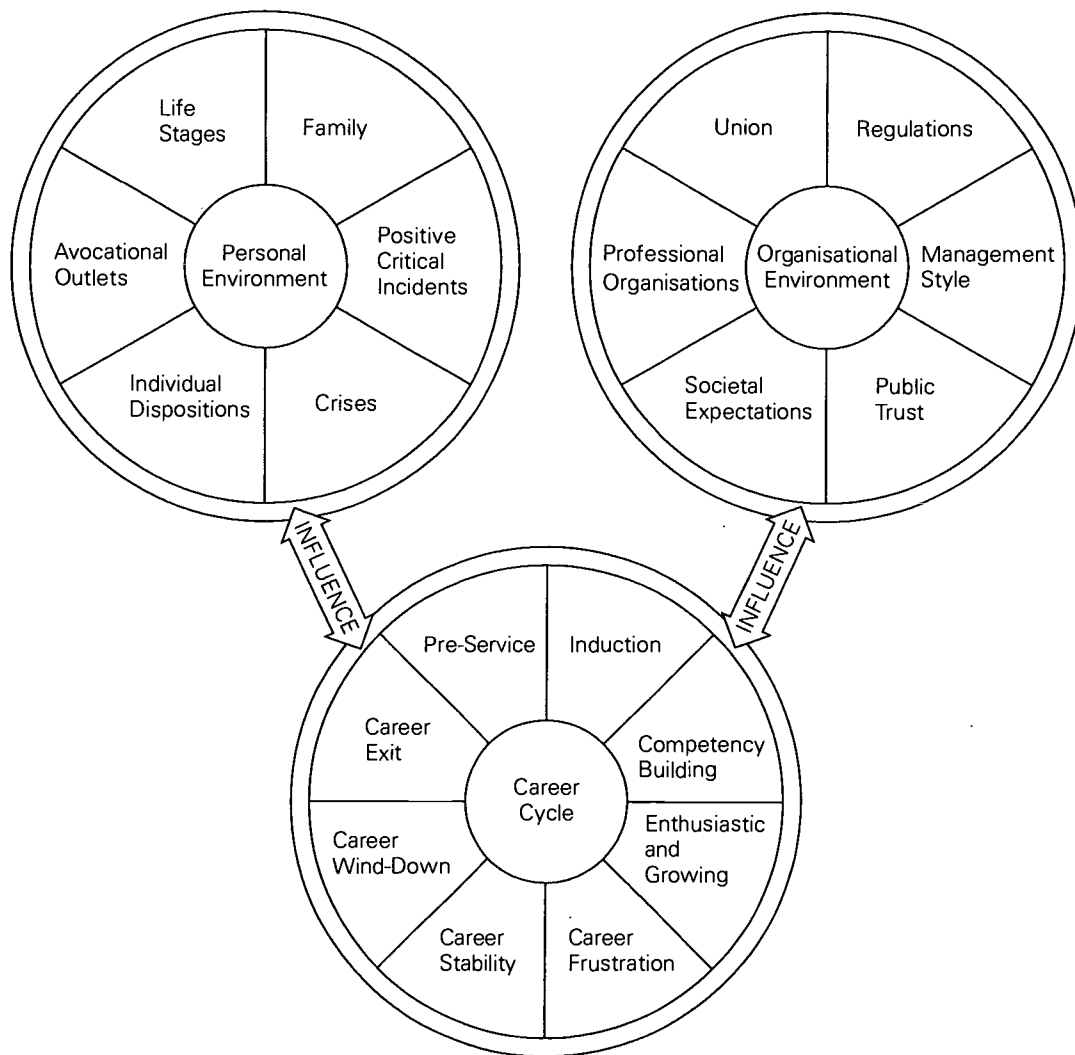 Life
Stages
Family
Avocational
Outlets
Personal
Environment
Positive
Critical
Incidents
Individual
Dispositions
Crises
Union
Regulations
Professional
Organisations
Organisational
Environment
Management
Style
Societal
Expectations
Public
Trust
INFLUENCE
INFLUENCE
Pre-Service
Induction
Career
Exit
Competency
Building
Career
Cycle
Career
Wind-Down
Enthusiastic
and
Growing
Career
Stability
Career
Frustration